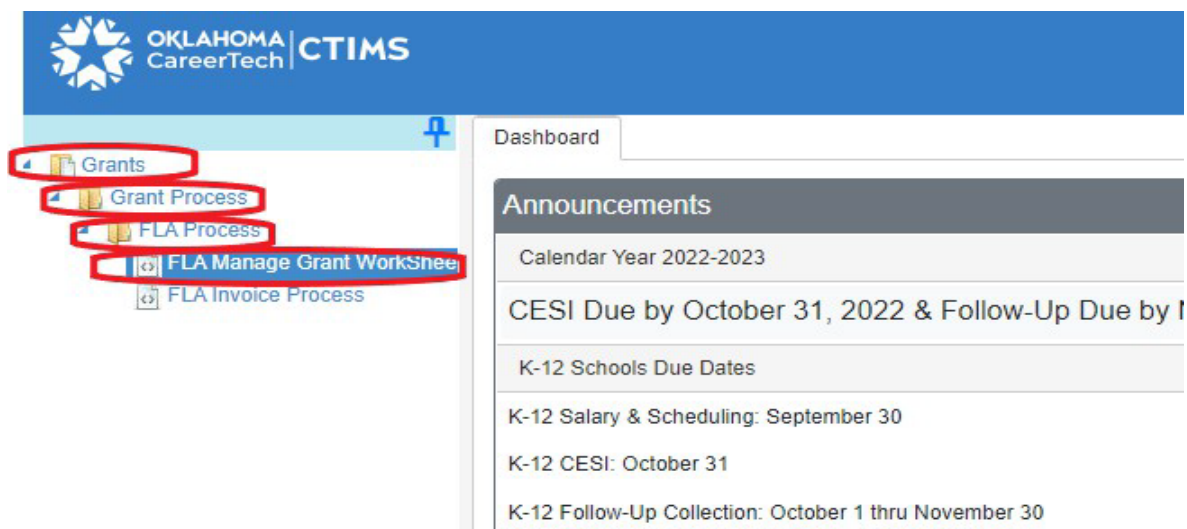 OKLAHOMA
CareerTech
CTIMS
Grants
Grant Process
FLA Process
FLA Manage Grant WorkShee
FLA Invoice Process
Dashboard
Announcements
Calendar Year 2022-2023
CESI Due by October 31, 2022 & Follow-Up Due by
K-12 Schools Due Dates
K-12 Salary & Scheduling: September 30
K-12 CESI: October 31
K-12 Follow-Up Collection: October 1 thru November 30